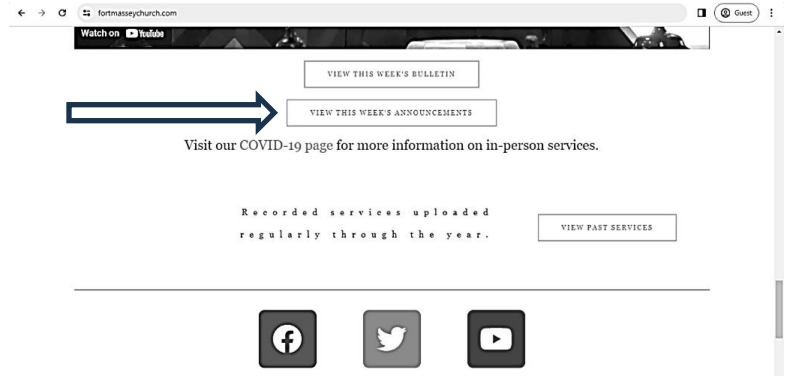 fortmasseychurch.com
Guest
Watch on YouTube
VIEW THIS WEEK'S BULLETIN
VIEW THIS WEEK'S ANNOUNCEMENTS
Visit our COVID-19 page for more information on in-person services.
Recorded services uploaded
regularly through the year.
VIEW PAST SERVICES